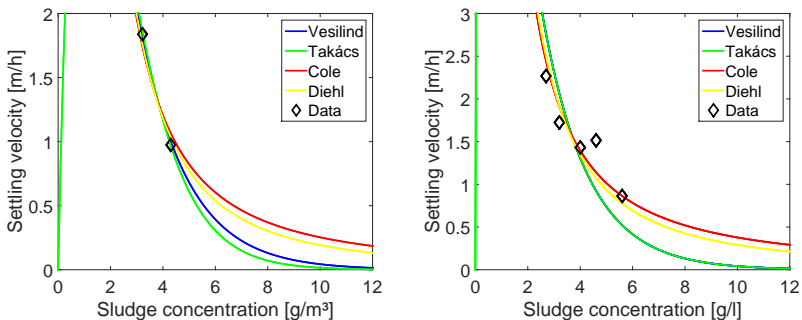 Settling velocity [m/h]
2
1.5
1
0.5
0
0 2 4 6 8 10 12
Sludge concentration [g/m³]
Vesilind
Takács
Cole
Diehl
Data
Settling velocity [m/h]
3
2.5
2
1.5
1
0.5
0
0 2 4 6 8 10 12
Sludge concentration [g/l]
Vesilind
Takács
Cole
Diehl
Data